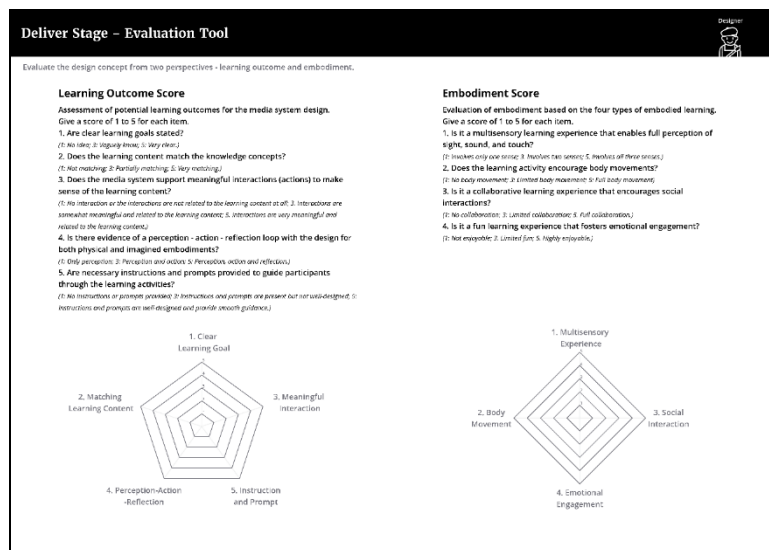 Deliver Stage – Evaluation Tool
Designer
Evaluate the design concept from two perspectives - learning outcome and embodiment.
Learning Outcome Score
Assessment of potential learning outcomes for the media system design.
Give a score of 1 to 5 for each item.
1. Are clear learning goals stated?
(1: No idea; 3: Vaguely know; 5: Very clear.)
2. Does the learning content match the knowledge concepts?
(1: Not matching; 3: Partially matching; 5: Very matching.)
3. Does the media system support meaningful interactions (actions) to make
sense of the learning content?
(1: No interaction or the interactions are not related to the learning content at all; 3. Interactions are
somewhat meaningful and related to the learning content; 5. Interactions are very meaningful and
related to the learning content.)
4. Is there evidence of a perception - action - reflection loop with the design for
both physical and imagined embodiments?
(1: Only perception; 3: Perception and action; 5: Perception, action and reflection.)
5. Are necessary instructions and prompts provided to guide participants
through the learning activities?
(1: No instructions or prompts provided; 3: Instructions and prompts are present but not well-designed; 5:
Instructions and prompts are well-designed and provide smooth guidance.)
1. Clear
Learning Goal
2. Matching
Learning Content
3. Meaningful
Interaction
4. Perception-Action
-Reflection
5. Instruction
and Prompt
Embodiment Score
Evaluation of embodiment based on the four types of embodied learning.
Give a score of 1 to 5 for each item.
1. Is it a multisensory learning experience that enables full perception of
sight, sound, and touch?
(1: Involves only one sense; 3. Involves two senses; 5. Involves all three senses.)
2. Does the learning activity encourage body movements?
(1: No body movement; 3: Limited body movement; 5: Full body movement)
3. Is it a collaborative learning experience that encourages social
interactions?
(1: No collaboration; 3: Limited collaboration; 5: Full collaboration.)
4. Is it a fun learning experience that fosters emotional engagement?
(1: Not enjoyable; 3. Limited fun; 5. Highly enjoyable.)
1. Multisensory
Experience
2. Body
Movement
3. Social
Interaction
4. Emotional
Engagement